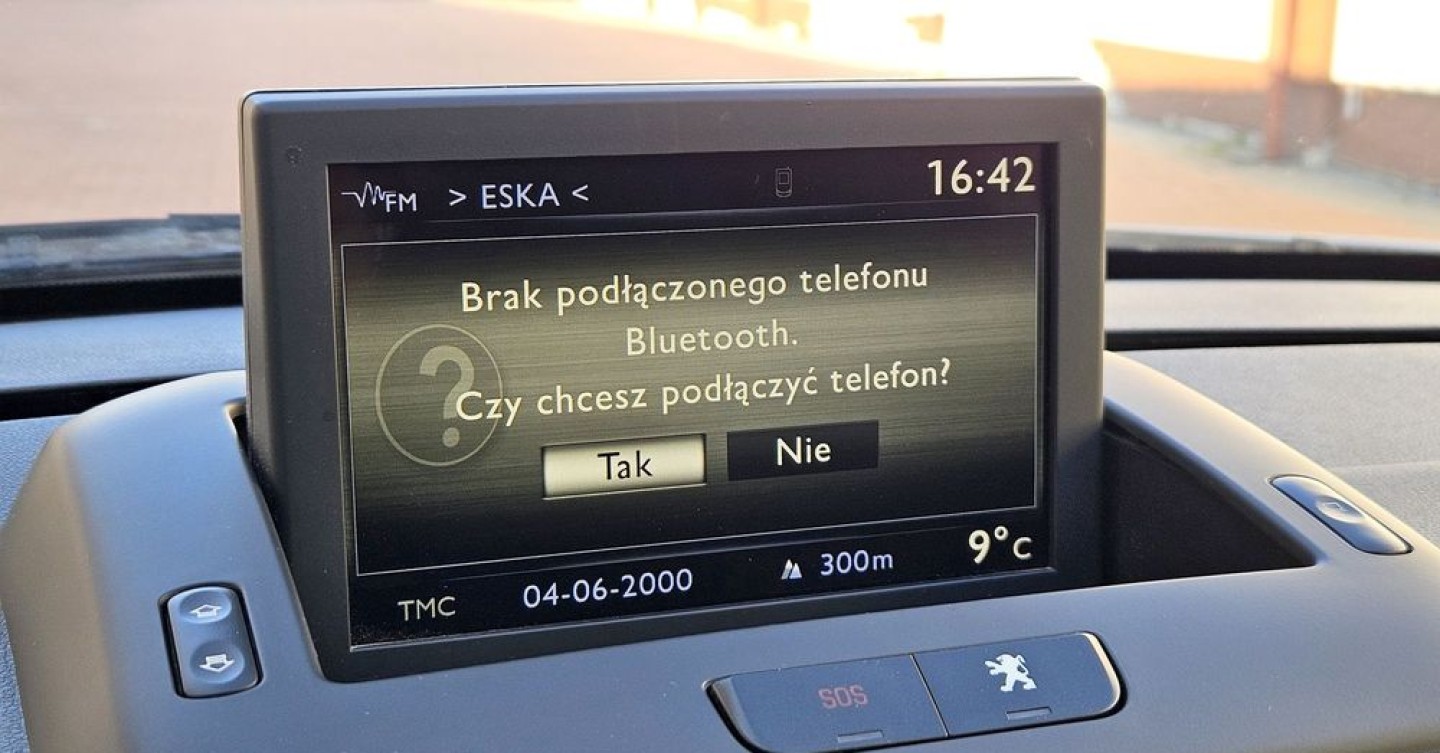 FM > ESKA < 16:42
Brak podłączonego telefonu
Bluetooth.
Czy chcesz podłączyć telefon?
Tak Nie
TMC 04-06-2000 300m 9°C
SOS